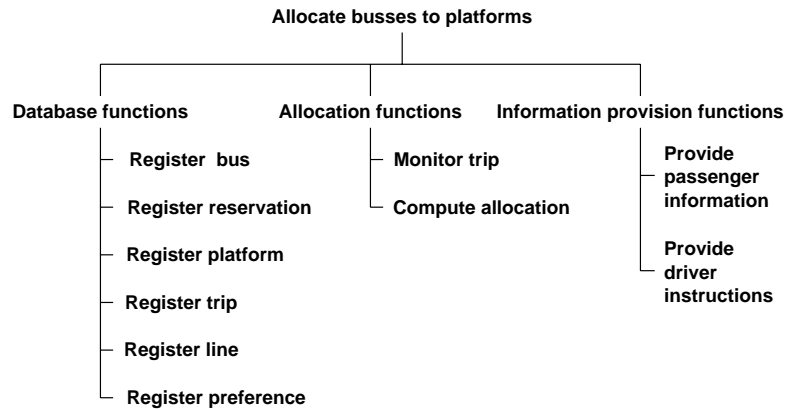 Allocate busses to platforms
Database functions
Allocation functions
Information provision functions
Register bus
Register reservation
Register platform
Register trip
Register line
Register preference
Monitor trip
Compute allocation
Provide
passenger
information
Provide
driver
instructions